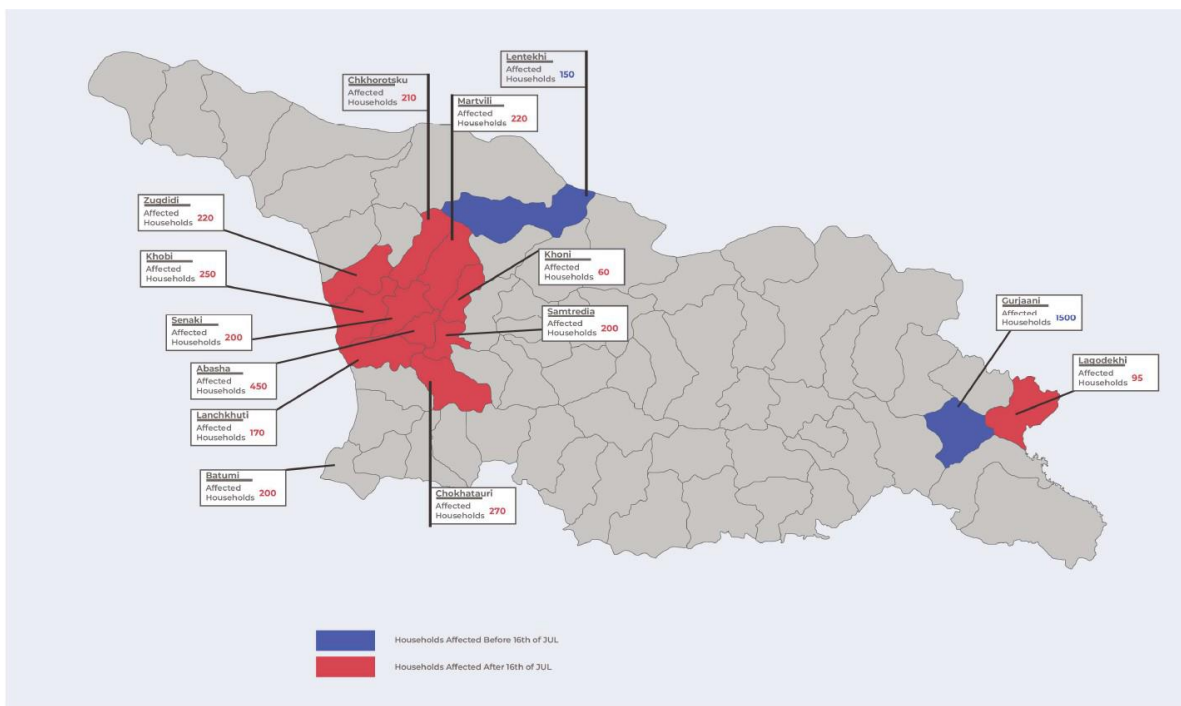 Lentekhi
Affected
Households 150
Chkhorotsku
Affected
Households 210
Martvili
Affected
Households 220
Zugdidi
Affected
Households 220
Khobi
Affected
Households 250
Khoni
Affected
Households 60
Senaki
Affected
Households 200
Samtredia
Affected
Households 200
Gurjaani
Affected
Households 1500
Lagodekhi
Affected
Households 95
Abasha
Affected
Households 450
Lanchkhuti
Affected
Households 170
Batumi
Affected
Households 200
Chokhatauri
Affected
Households 270
Households Affected Before 16th of JUL
Households Affected After 16th of JUL